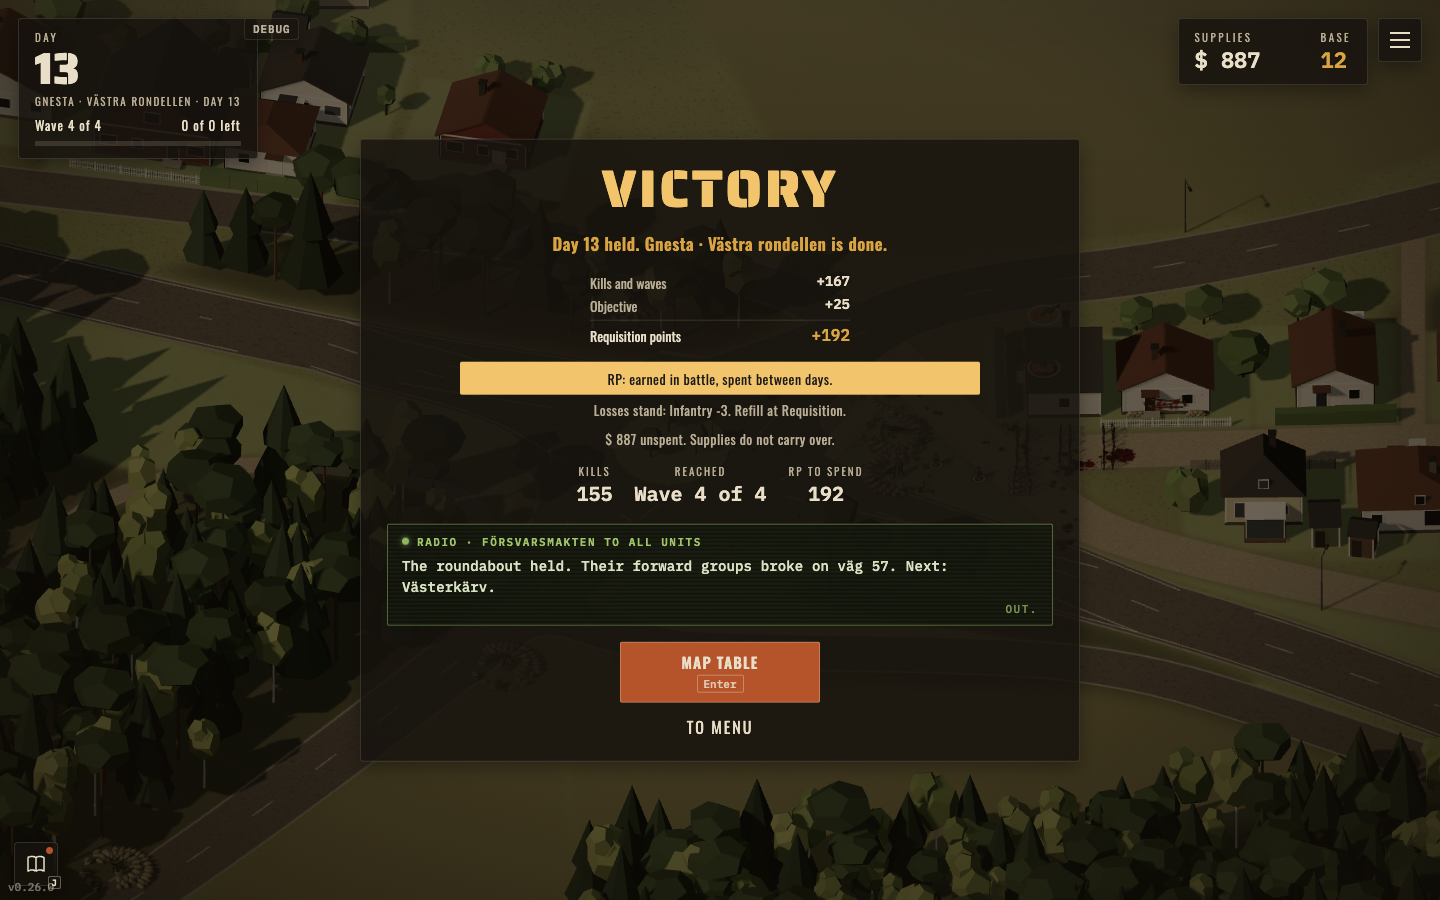 DEBUG
DAY
13
GNESTA · VÄSTRA RONDELLEN · DAY 13
Wave 4 of 4 0 of 0 left
SUPPLIES BASE
$ 887 12
VICTORY
Day 13 held. Gnesta · Västra rondellen is done.
Kills and waves +167
Objective +25
Requisition points +192
RP: earned in battle, spent between days.
Losses stand: Infantry -3. Refill at Requisition.
$ 887 unspent. Supplies do not carry over.
KILLS REACHED RP TO SPEND
155 Wave 4 of 4 192
RADIO · FÖRSVARSMAKTEN TO ALL UNITS
The roundabout held. Their forward groups broke on väg 57. Next:
Västerkärv.
OUT.
MAP TABLE
Enter
TO MENU
J